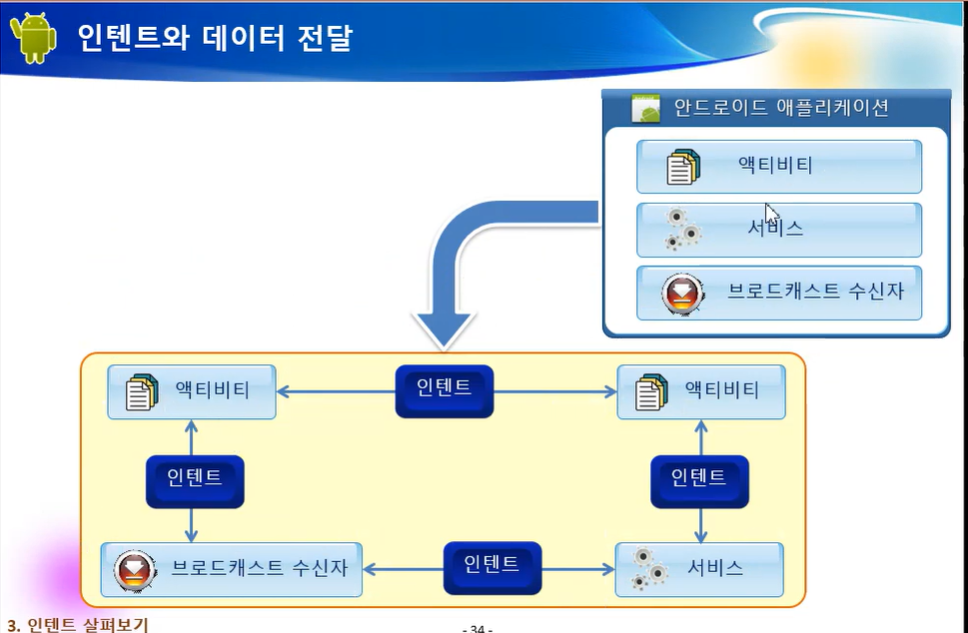 인텐트와 데이터 전달
안드로이드 애플리케이션
액티비티
서비스
브로드캐스트 수신자
액티비티
인텐트
액티비티
인텐트
인텐트
브로드캐스트 수신자
인텐트
서비스
3. 인텐트 살펴보기
- 34 -